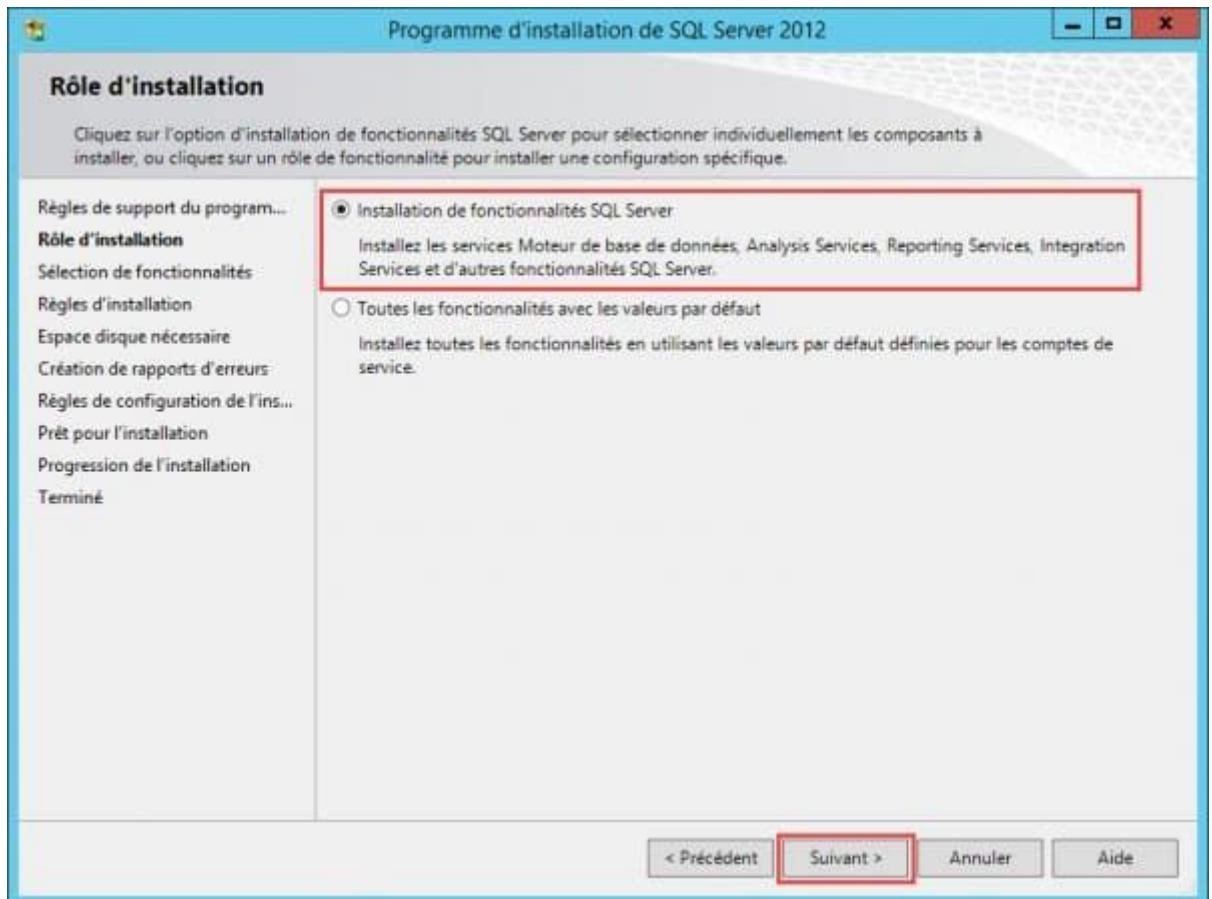 Programme d'installation de SQL Server 2012
Rôle d'installation
Cliquez sur l'option d'installation de fonctionnalités SQL Server pour sélectionner individuellement les composants à
installer, ou cliquez sur un rôle de fonctionnalité pour installer une configuration spécifique.
Règles de support du program...
Rôle d'installation
Sélection de fonctionnalités
Règles d'installation
Espace disque nécessaire
Création de rapports d'erreurs
Règles de configuration de l'ins...
Prêt pour l'installation
Progression de l'installation
Terminé
Installation de fonctionnalités SQL Server
Installez les services Moteur de base de données, Analysis Services, Reporting Services, Integration
Services et d'autres fonctionnalités SQL Server.
Toutes les fonctionnalités avec les valeurs par défaut
Installez toutes les fonctionnalités en utilisant les valeurs par défaut définies pour les comptes de
service.
< Précédent
Suivant >
Annuler
Aide